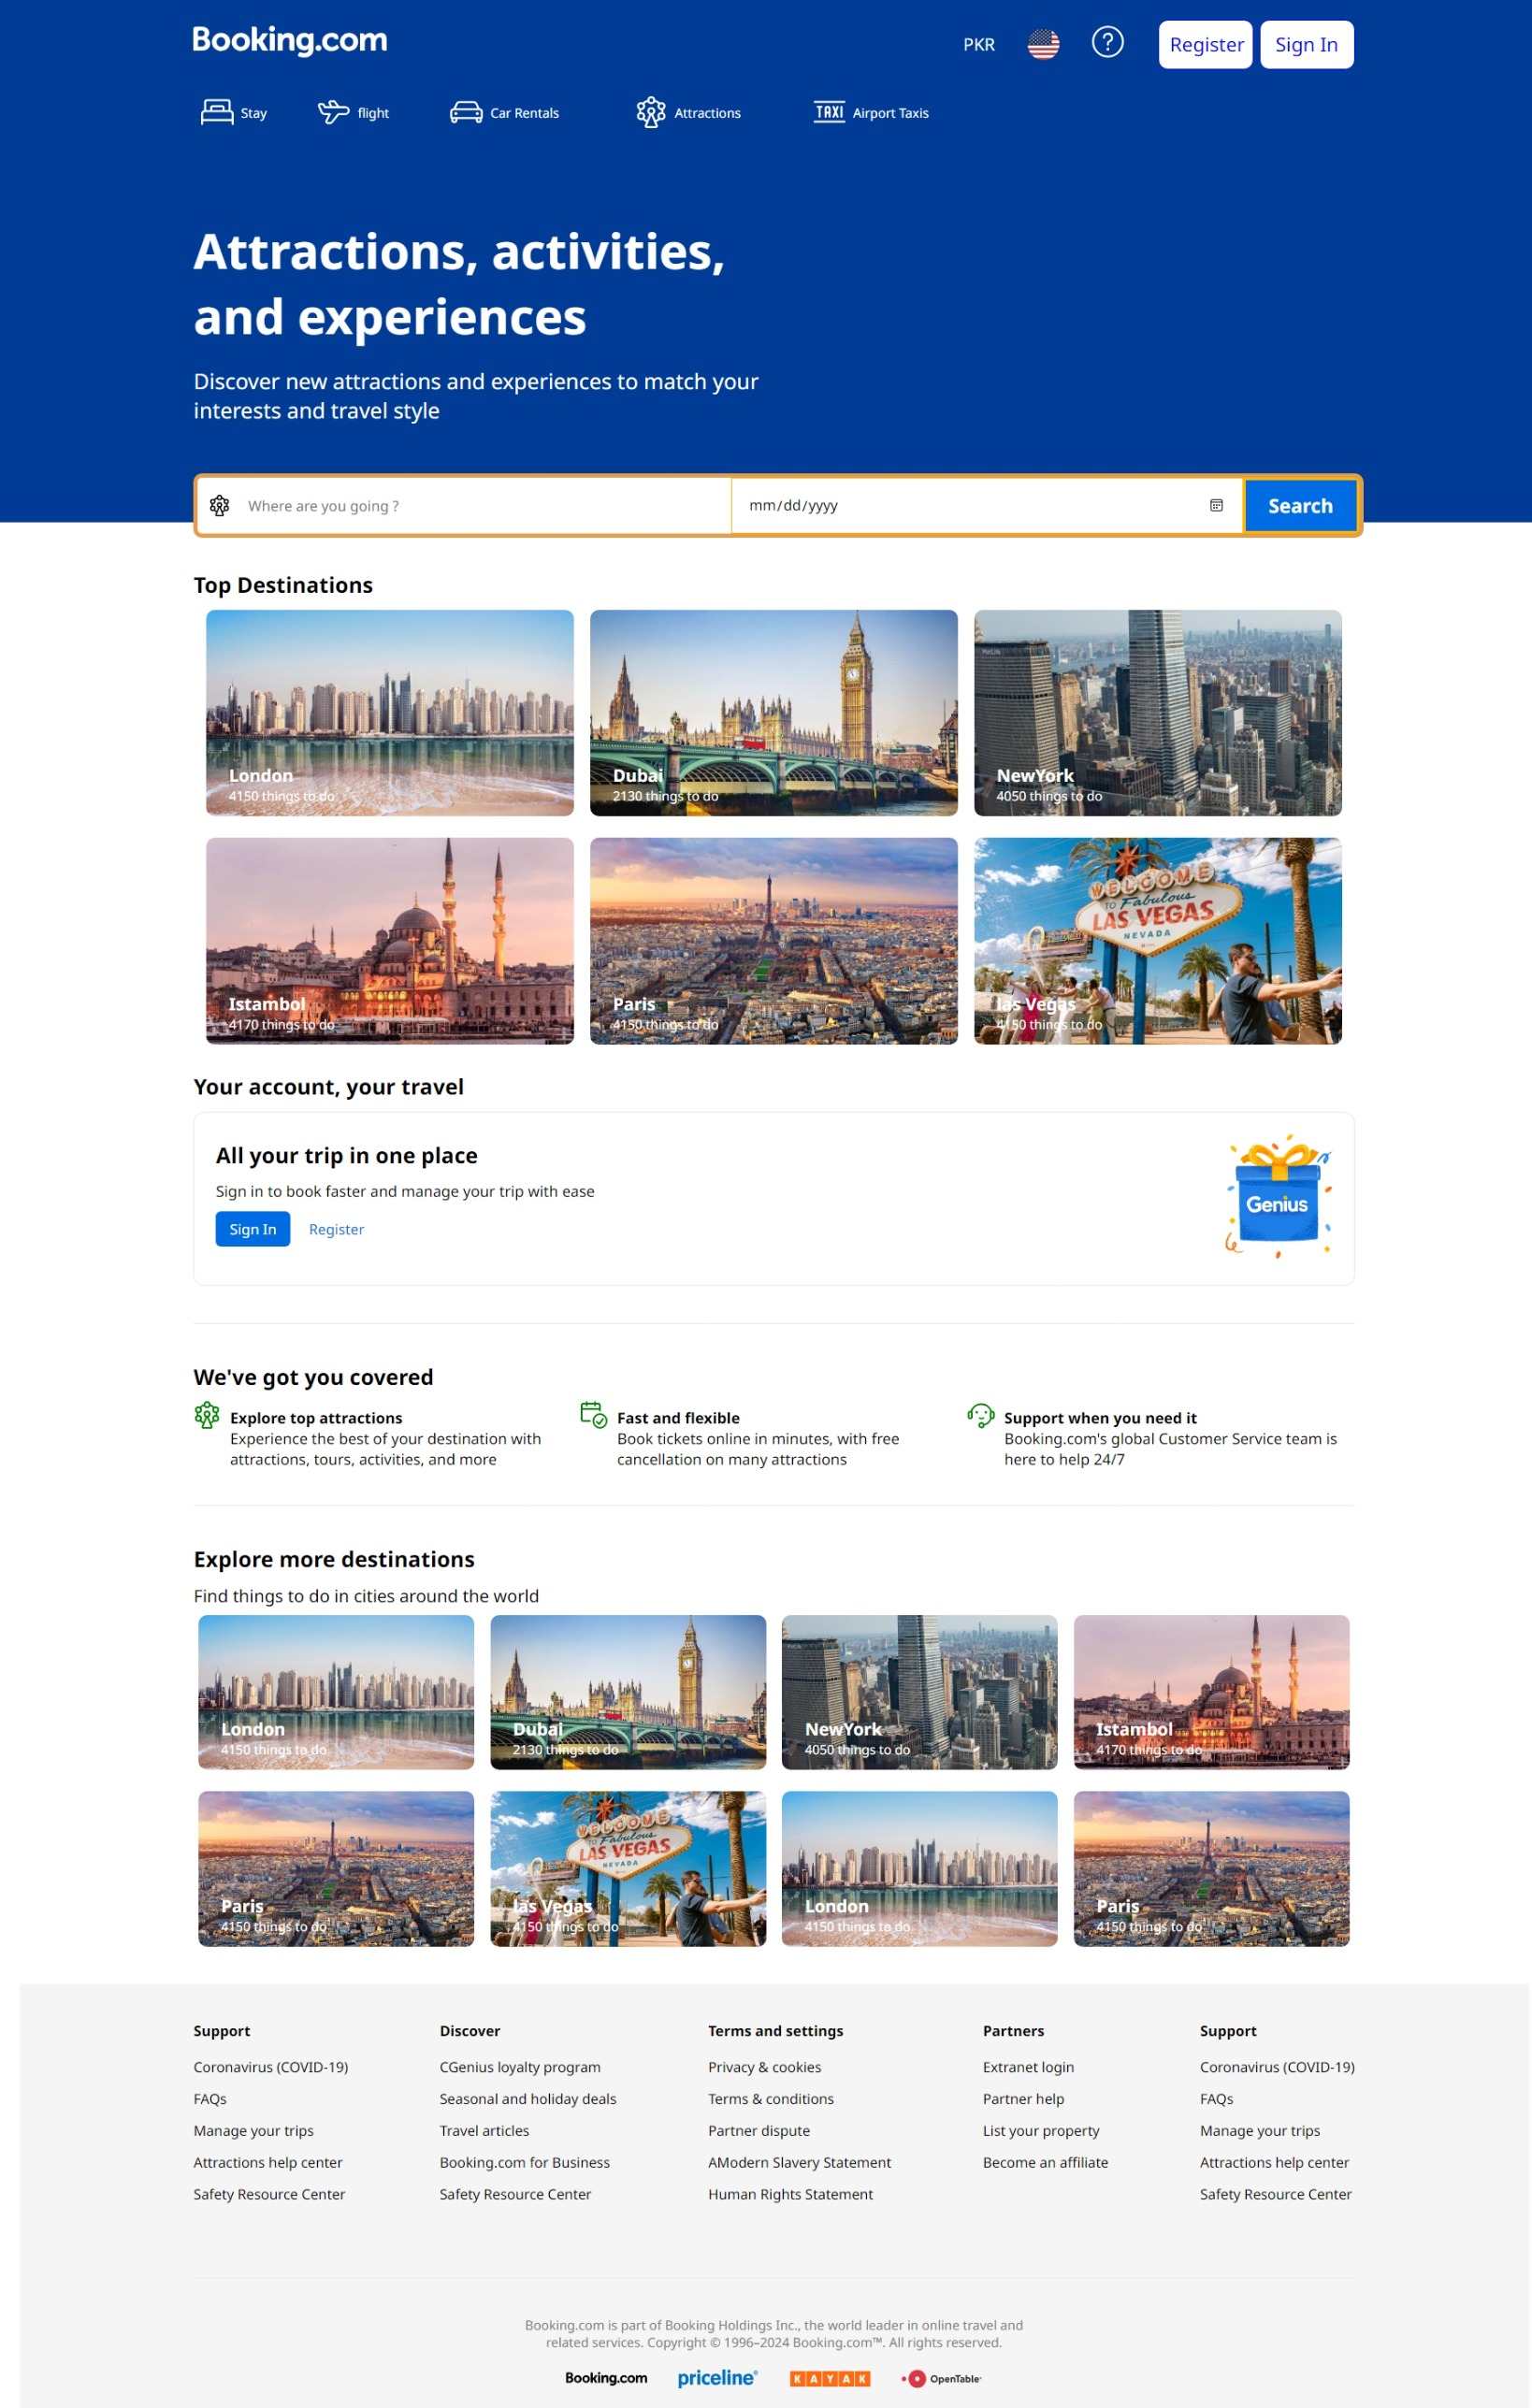 Booking.com
PKR
?
Register
Sign In
Stay
flight
Car Rentals
Attractions
TAXI
Airport Taxis
Attractions, activities,
and experiences
Discover new attractions and experiences to match your
interests and travel style
Where are you going ?
mm/dd/yyyy
Search
Top Destinations
London
4150 things to do
Dubai
2130 things to do
MetLife
NewYork
4050 things to do
Istambol
4170 things to do
Paris
4150 things to do
WELCOME
TO Fabulous
LAS VEGAS
NEVADA
las Vegas
4150 things to do
Your account, your travel
All your trip in one place
Sign in to book faster and manage your trip with ease
Sign In
Register
Genius
We've got you covered
Explore top attractions
Experience the best of your destination with
attractions, tours, activities, and more
Fast and flexible
Book tickets online in minutes, with free
cancellation on many attractions
Support when you need it
Booking.com's global Customer Service team is
here to help 24/7
Explore more destinations
Find things to do in cities around the world
London
4150 things to do
Dubai
2130 things to do
MetLife
NewYork
4050 things to do
Istambol
4170 things to do
Paris
4150 things to do
WELCOME
TO Fabulous
LAS VEGAS
NEVADA
las Vegas
4150 things to do
London
4150 things to do
Paris
4150 things to do
Support
Coronavirus (COVID-19)
FAQs
Manage your trips
Attractions help center
Safety Resource Center
Discover
CGenius loyalty program
Seasonal and holiday deals
Travel articles
Booking.com for Business
Safety Resource Center
Terms and settings
Privacy & cookies
Terms & conditions
Partner dispute
AModern Slavery Statement
Human Rights Statement
Partners
Extranet login
Partner help
List your property
Become an affiliate
Support
Coronavirus (COVID-19)
FAQs
Manage your trips
Attractions help center
Safety Resource Center
Booking.com is part of Booking Holdings Inc., the world leader in online travel and
related services. Copyright © 1996–2024 Booking.com™. All rights reserved.
Booking.com
priceline®
KAYAK
OpenTable®